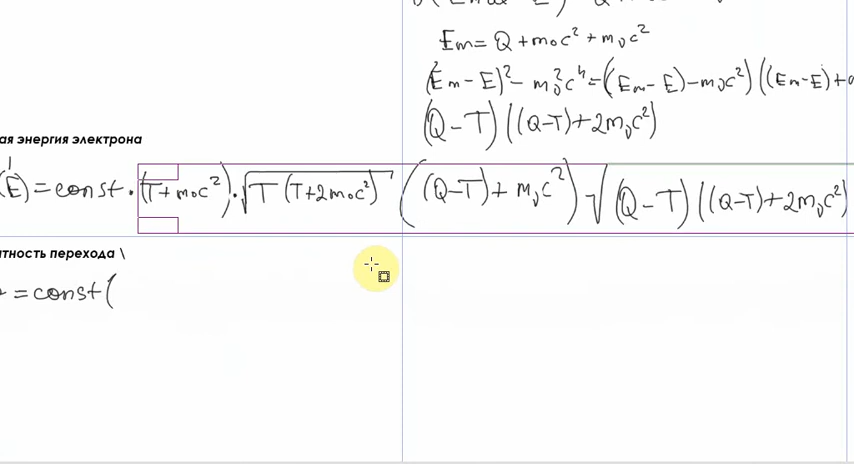 Em = Q + m₀c² + m_νc²
(Em - E)² - m_ν²c⁴ = ((Em - E) - m_νc²)((Em - E) +
(Q - T)((Q - T) + 2m_νc²)
ая энергия электрона
(E) = const · (T + m₀c²) · √T(T + 2m₀c²) ((Q - T) + m_νc²) √(Q - T)((Q - T) + 2m_νc²)
тность перехода \
= const (